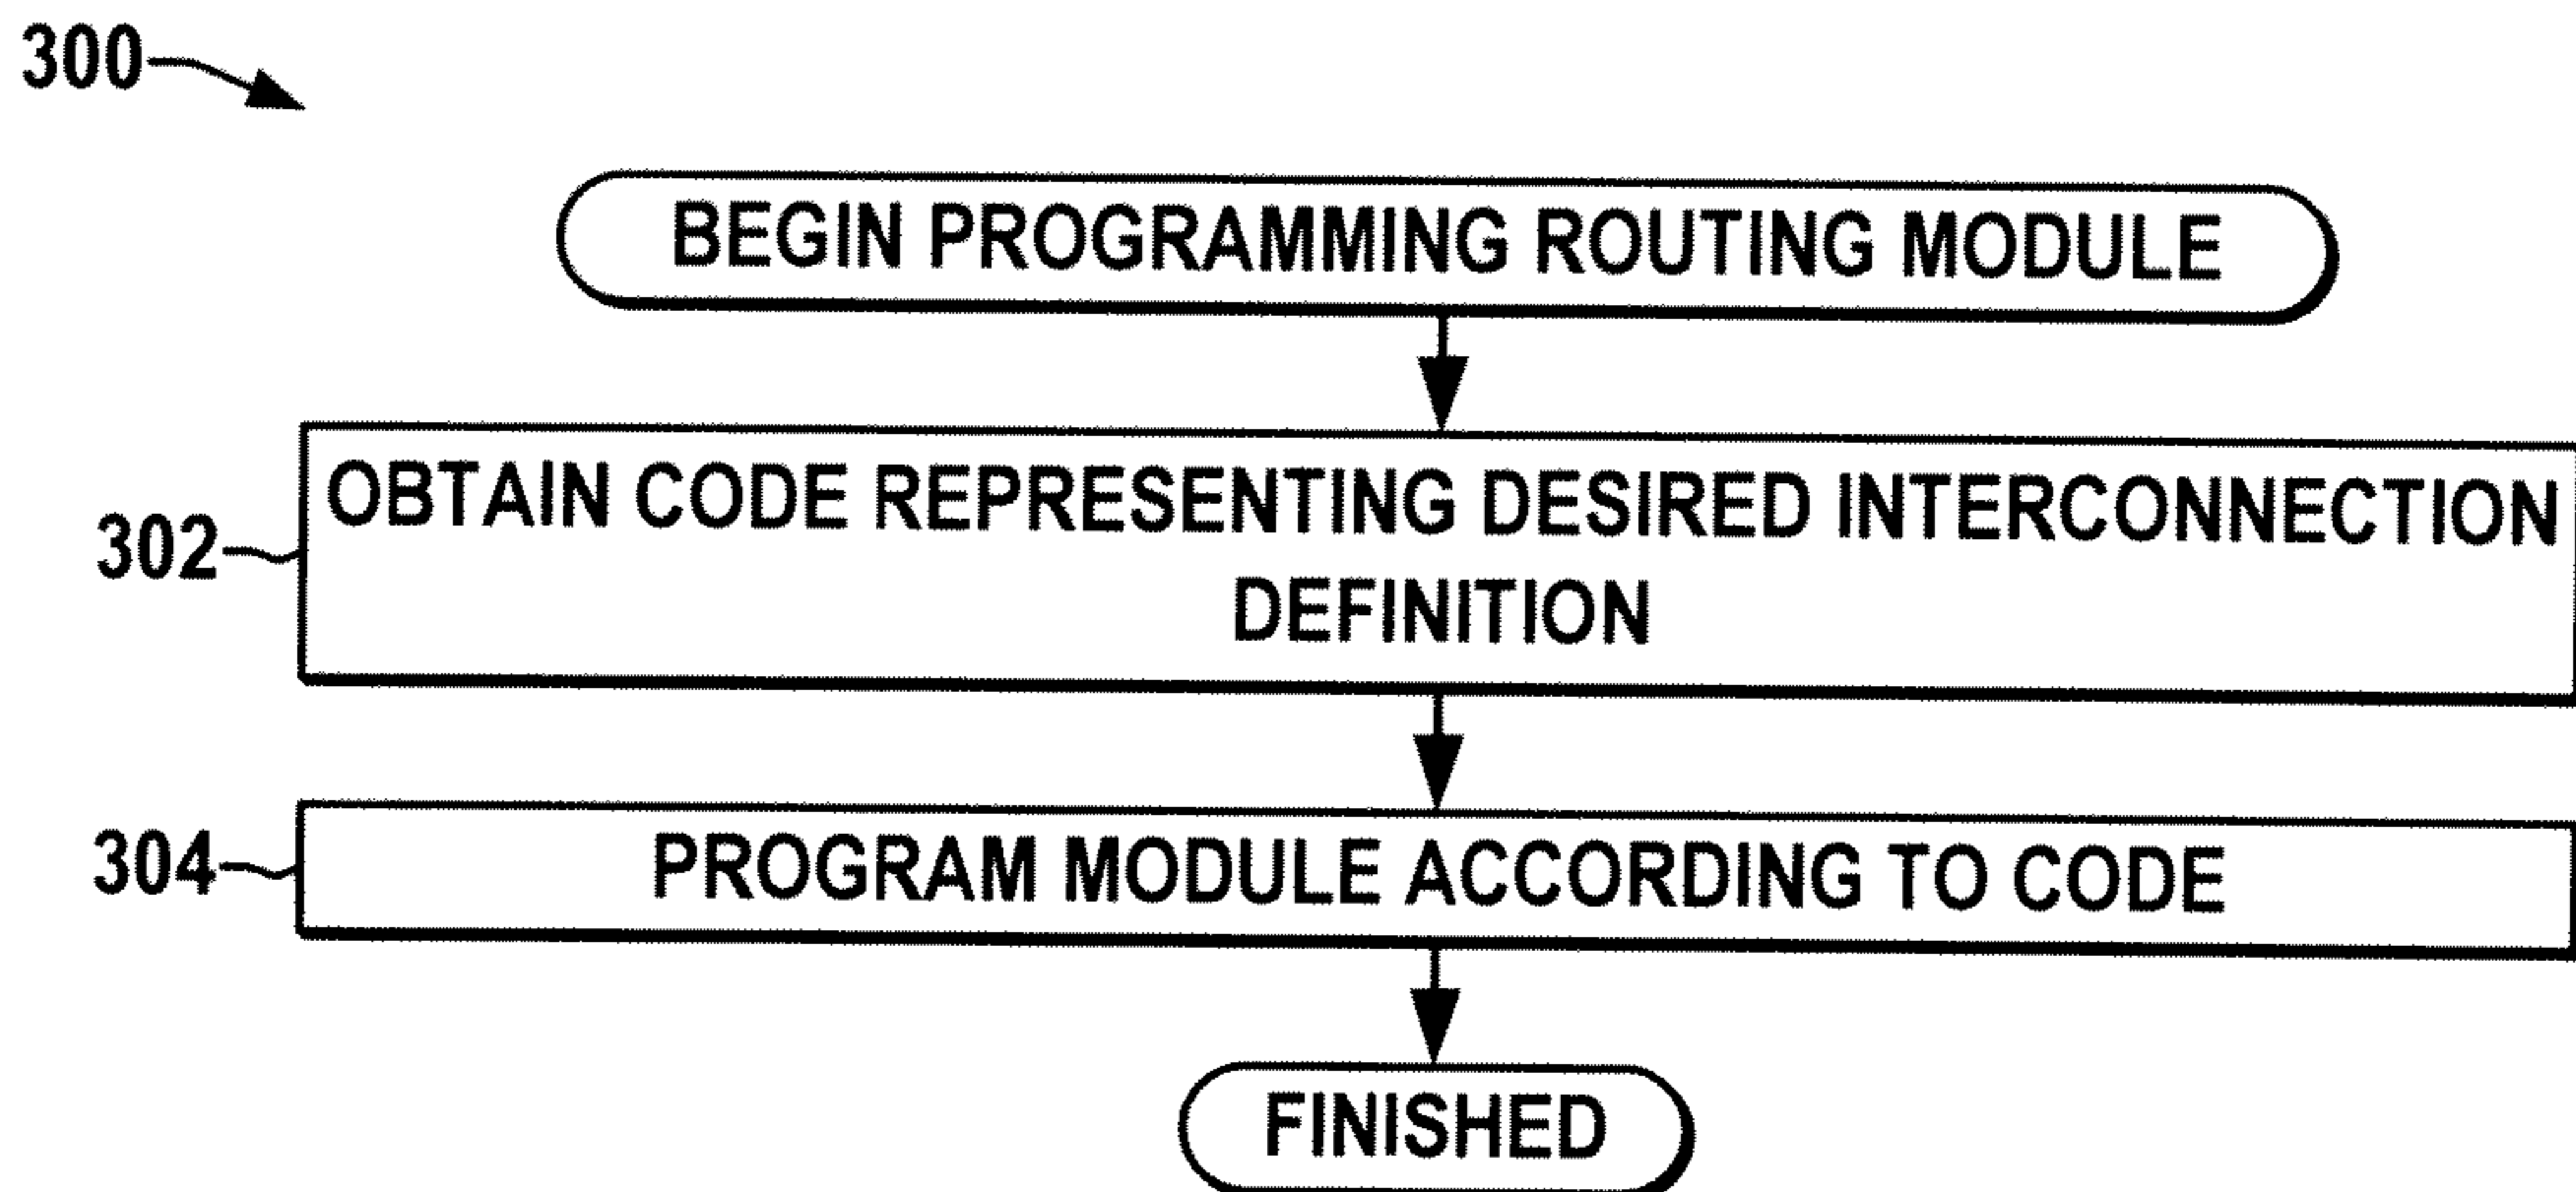 300
BEGIN PROGRAMMING ROUTING MODULE
302
OBTAIN CODE REPRESENTING DESIRED INTERCONNECTION
DEFINITION
304
PROGRAM MODULE ACCORDING TO CODE
FINISHED